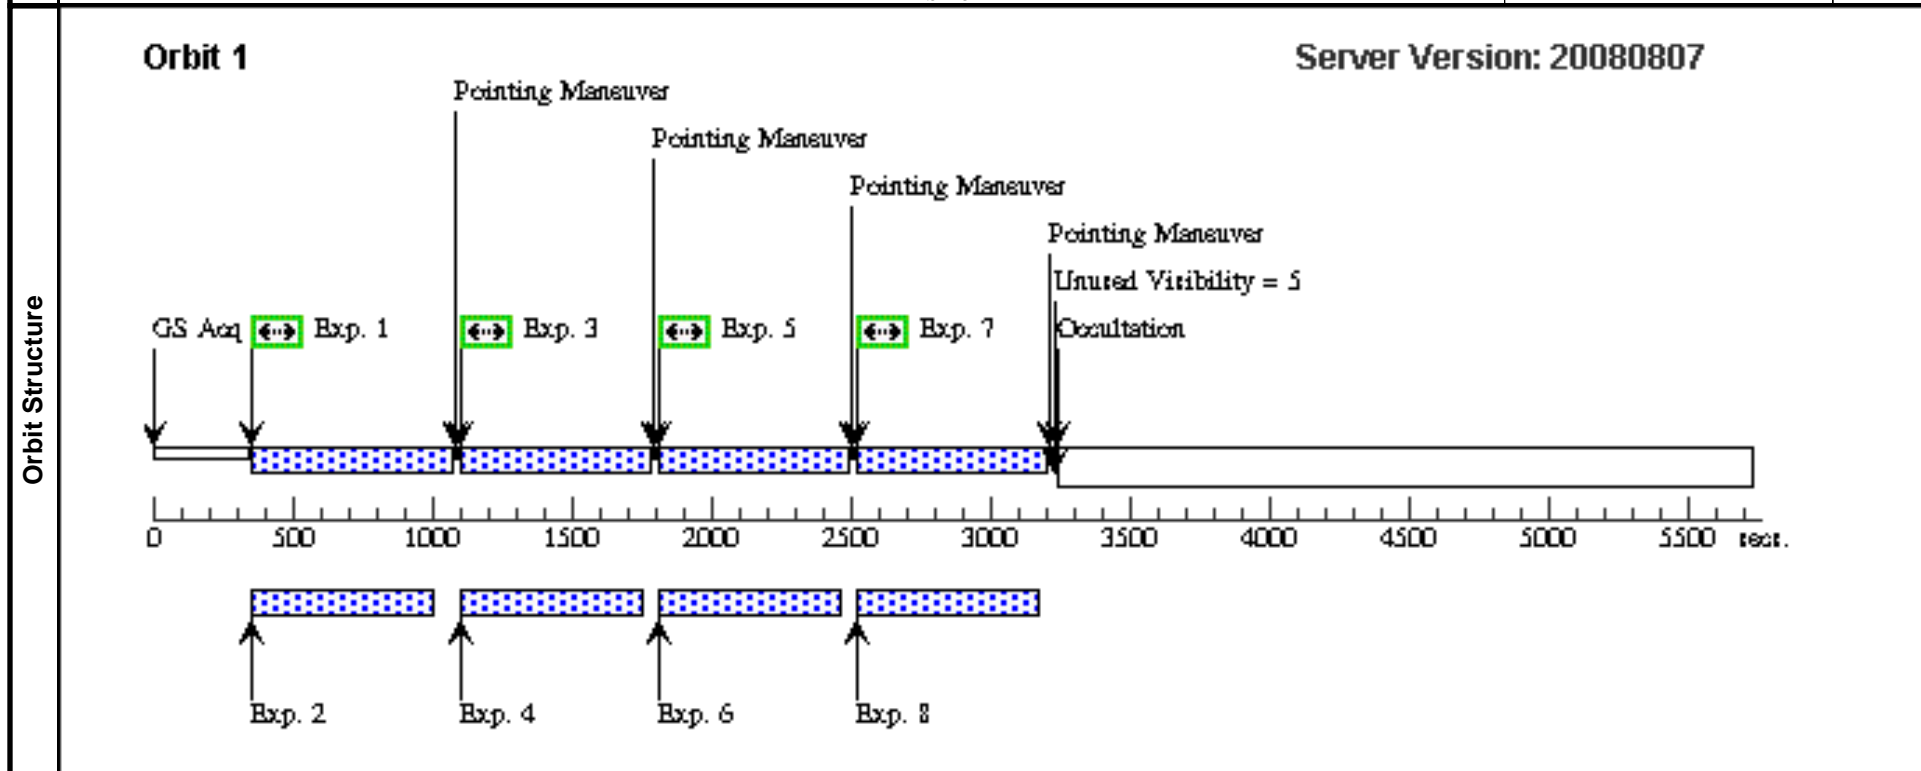 Orbit 1
Server Version: 20080807
Pointing Maneuver
Pointing Maneuver
Pointing Maneuver
Pointing Maneuver
Unused Visibility = 5
GS Acq Exp. 1 Exp. 3 Exp. 5 Exp. 7 Occultation
Orbit Structure
0 500 1000 1500 2000 2500 3000 3500 4000 4500 5000 5500 secs.
Exp. 2 Exp. 4 Exp. 6 Exp. 8